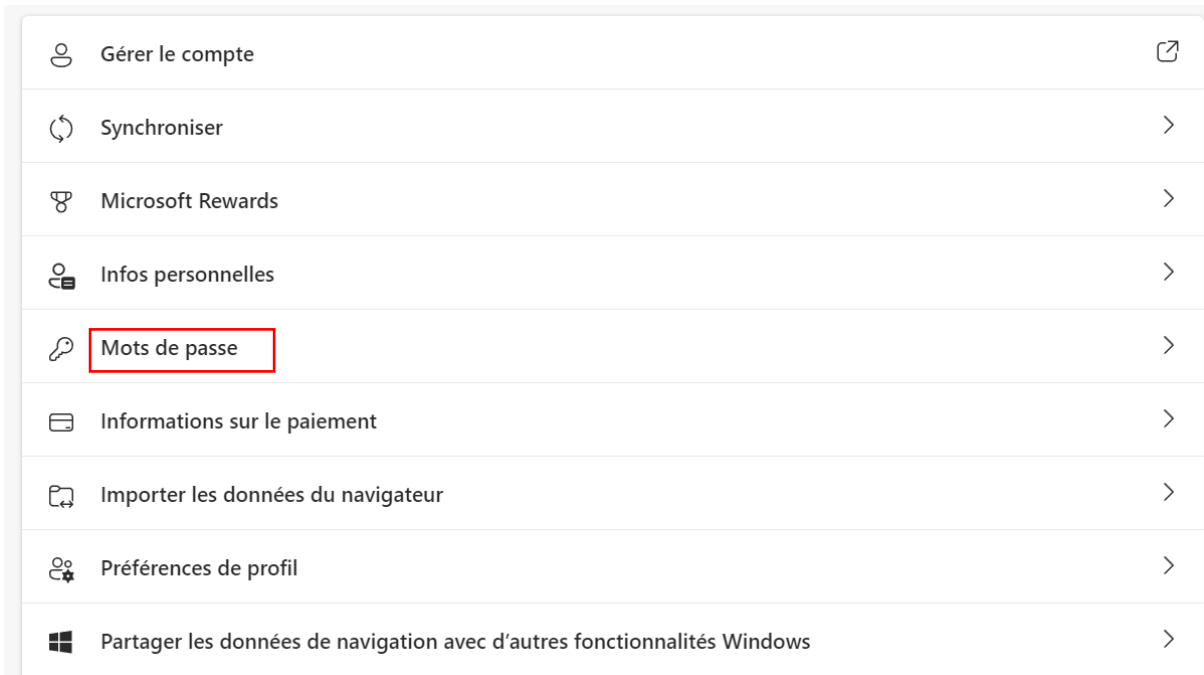 Gérer le compte
Synchroniser
Microsoft Rewards
Infos personnelles
Mots de passe
Informations sur le paiement
Importer les données du navigateur
Préférences de profil
Partager les données de navigation avec d’autres fonctionnalités Windows